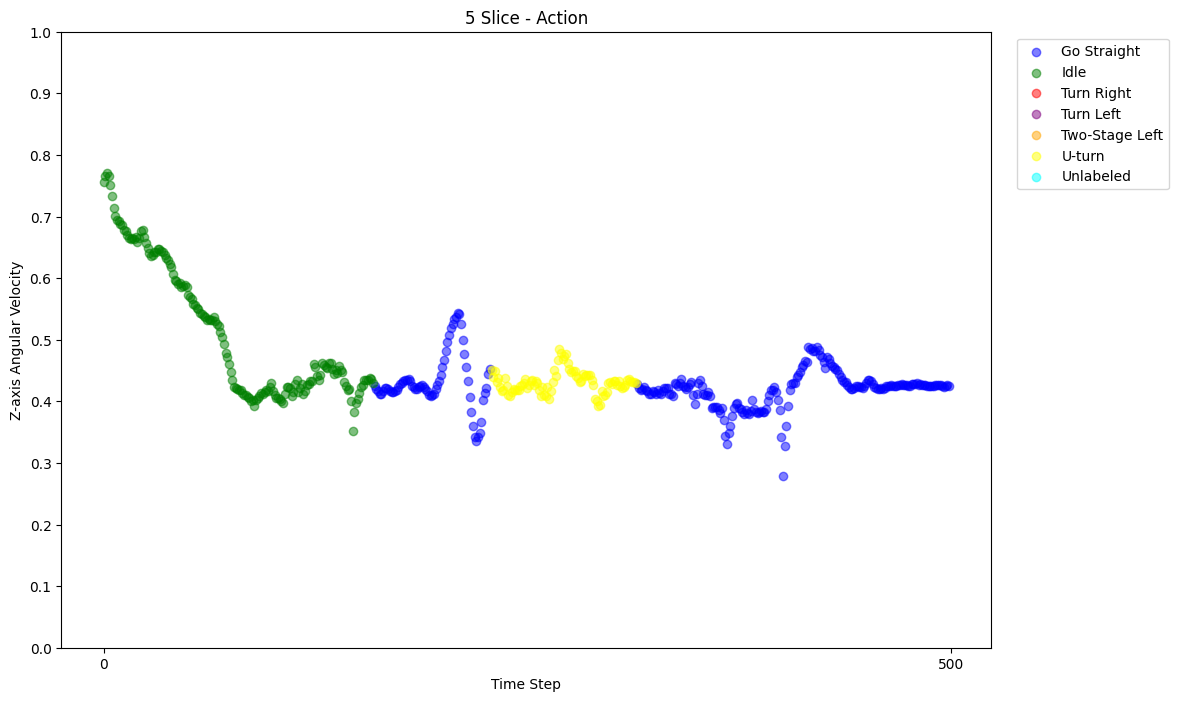 5 Slice - Action
1.0
0.9
0.8
0.7
0.6
0.5
0.4
0.3
0.2
0.1
0.0
Z-axis Angular Velocity
0
500
Time Step
Go Straight
Idle
Turn Right
Turn Left
Two-Stage Left
U-turn
Unlabeled